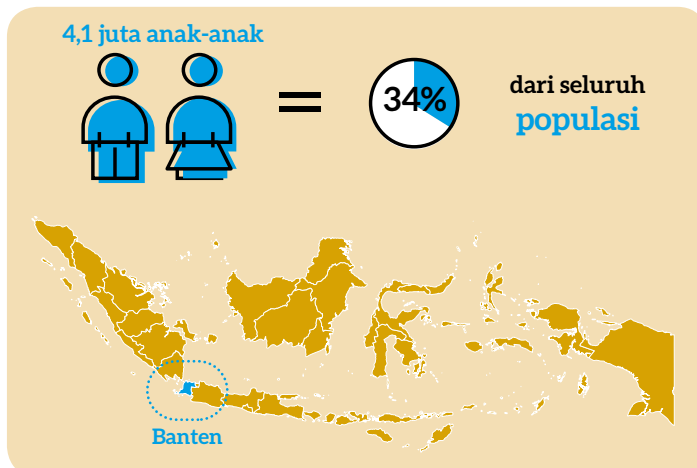 4,1 juta anak-anak
34%
dari seluruh
populasi
Banten